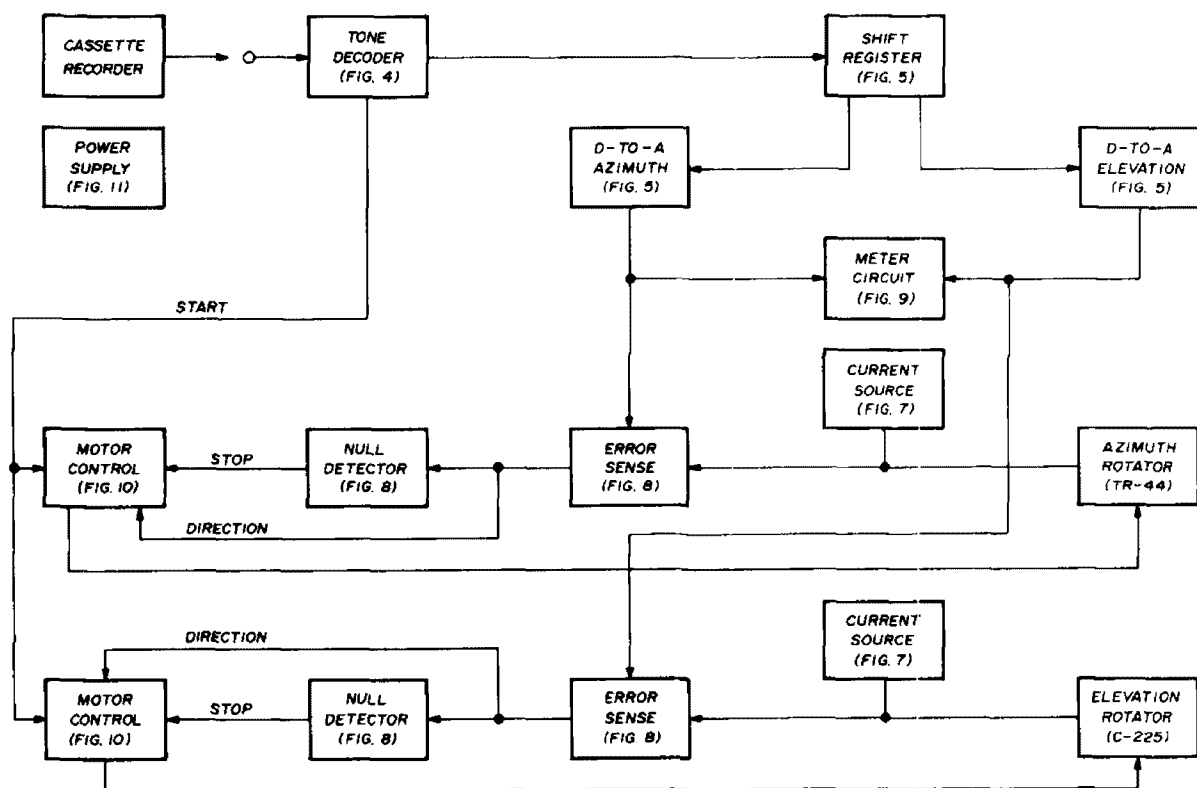 CASSETTE
RECORDER
TONE
DECODER
(FIG. 4)
SHIFT
REGISTER
(FIG. 5)
POWER
SUPPLY
(FIG. 11)
D-TO-A
AZIMUTH
(FIG. 5)
D-TO-A
ELEVATION
(FIG. 5)
METER
CIRCUIT
(FIG. 9)
START
CURRENT
SOURCE
(FIG. 7)
MOTOR
CONTROL
(FIG. 10)
STOP
NULL
DETECTOR
(FIG. 8)
ERROR
SENSE
(FIG. 8)
AZIMUTH
ROTATOR
(TR-44)
DIRECTION
DIRECTION
CURRENT
SOURCE
(FIG. 7)
MOTOR
CONTROL
(FIG. 10)
STOP
NULL
DETECTOR
(FIG. 8)
ERROR
SENSE
(FIG. 8)
ELEVATION
ROTATOR
(C-225)